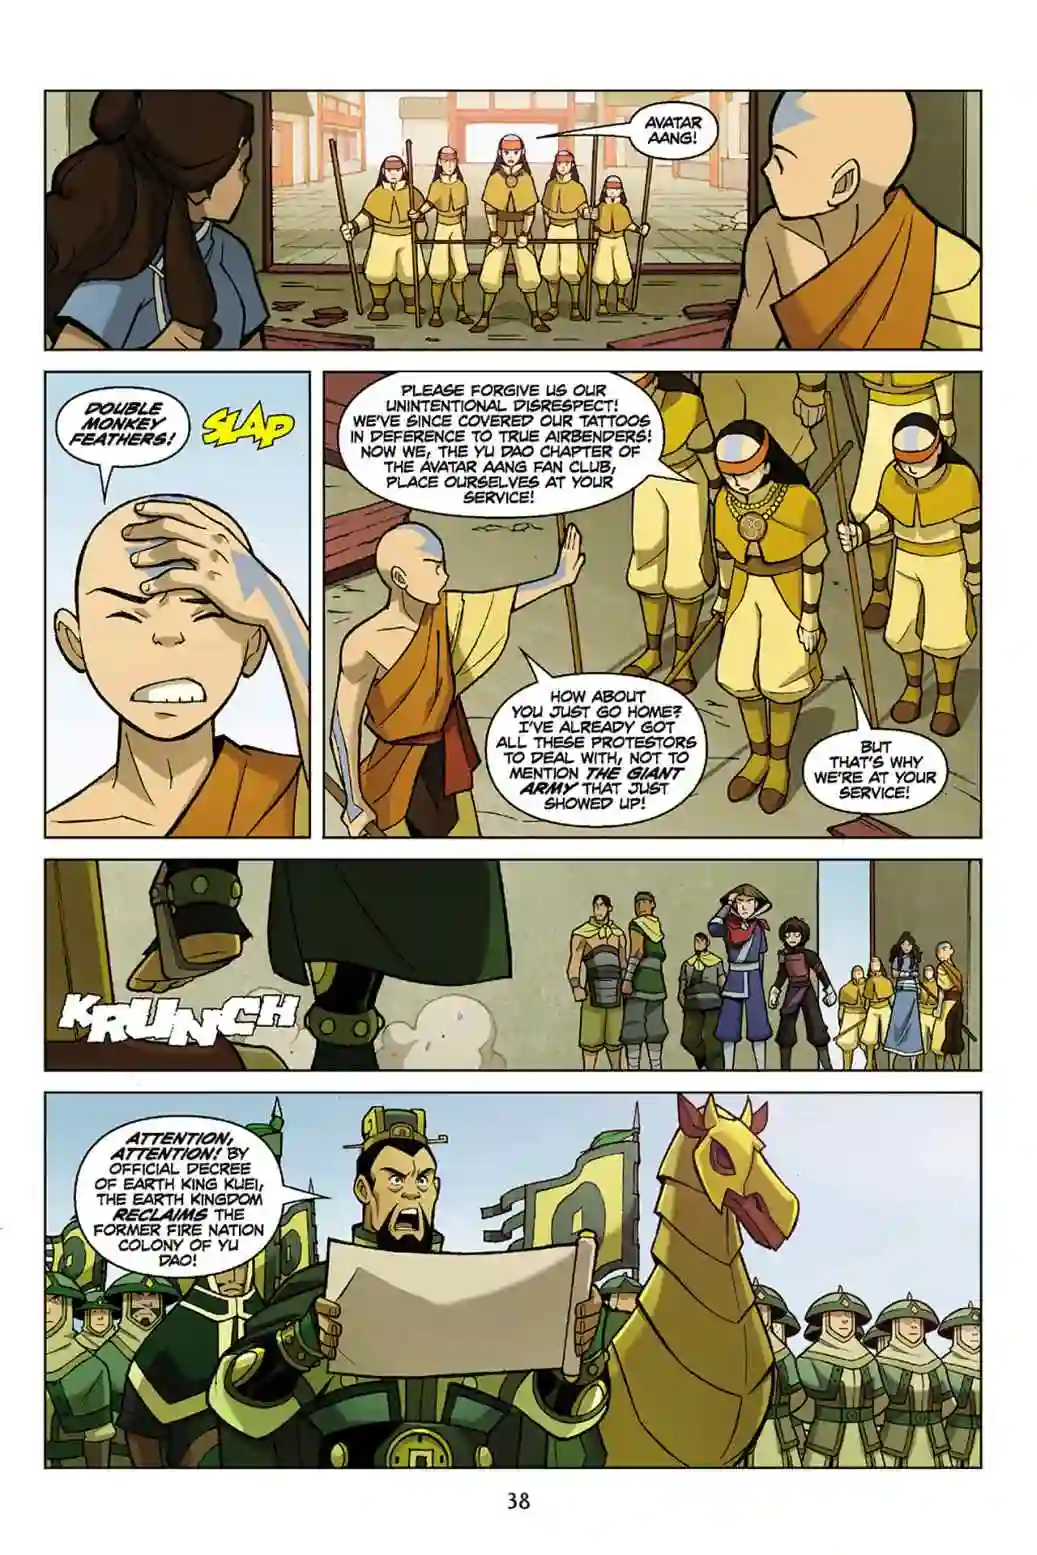 AVATAR
AANG!
DOUBLE
MONKEY
FEATHERS!
SLAP
PLEASE FORGIVE US OUR
UNINTENTIONAL DISRESPECT!
WE'VE SINCE COVERED OUR TATTOOS
IN DEFERENCE TO TRUE AIRBENDERS!
NOW WE, THE YU DAO CHAPTER OF
THE AVATAR AANG FAN CLUB,
PLACE OURSELVES AT YOUR
SERVICE!
HOW ABOUT
YOU JUST GO HOME?
I'VE ALREADY GOT
ALL THESE PROTESTORS
TO DEAL WITH, NOT TO
MENTION THE GIANT
ARMY THAT JUST
SHOWED UP!
BUT
THAT'S WHY
WE'RE AT YOUR
SERVICE!
KRUNCH
ATTENTION,
ATTENTION! BY
OFFICIAL DECREE
OF EARTH KING KUEI,
THE EARTH KINGDOM
RECLAIMS THE
FORMER FIRE NATION
COLONY OF YU
DAO!
38